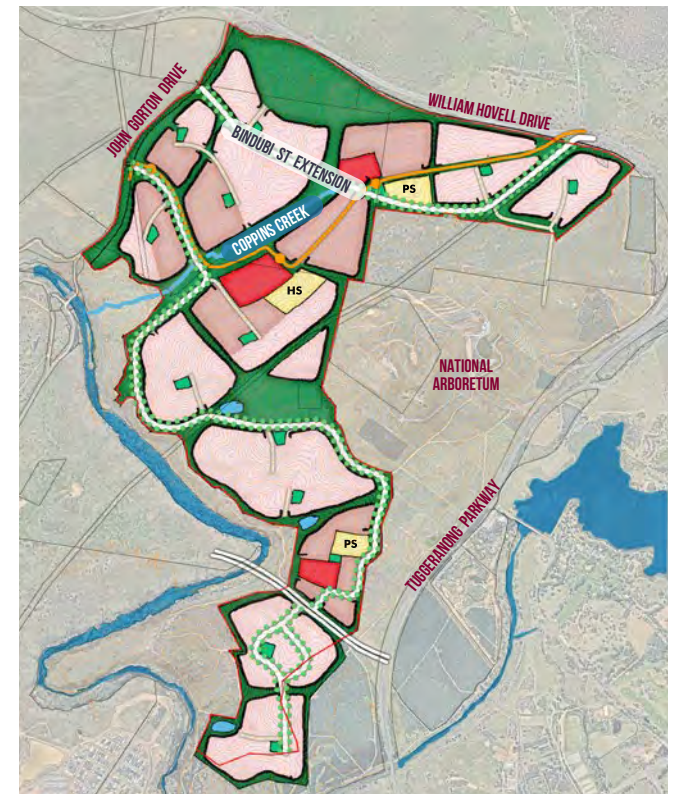 JOHN GORTON DRIVE
WILLIAM HOVELL DRIVE
BINDUBI ST EXTENSION
PS
COPPINS CREEK
HS
NATIONAL
ARBORETUM
TUGGERANONG PARKWAY
PS